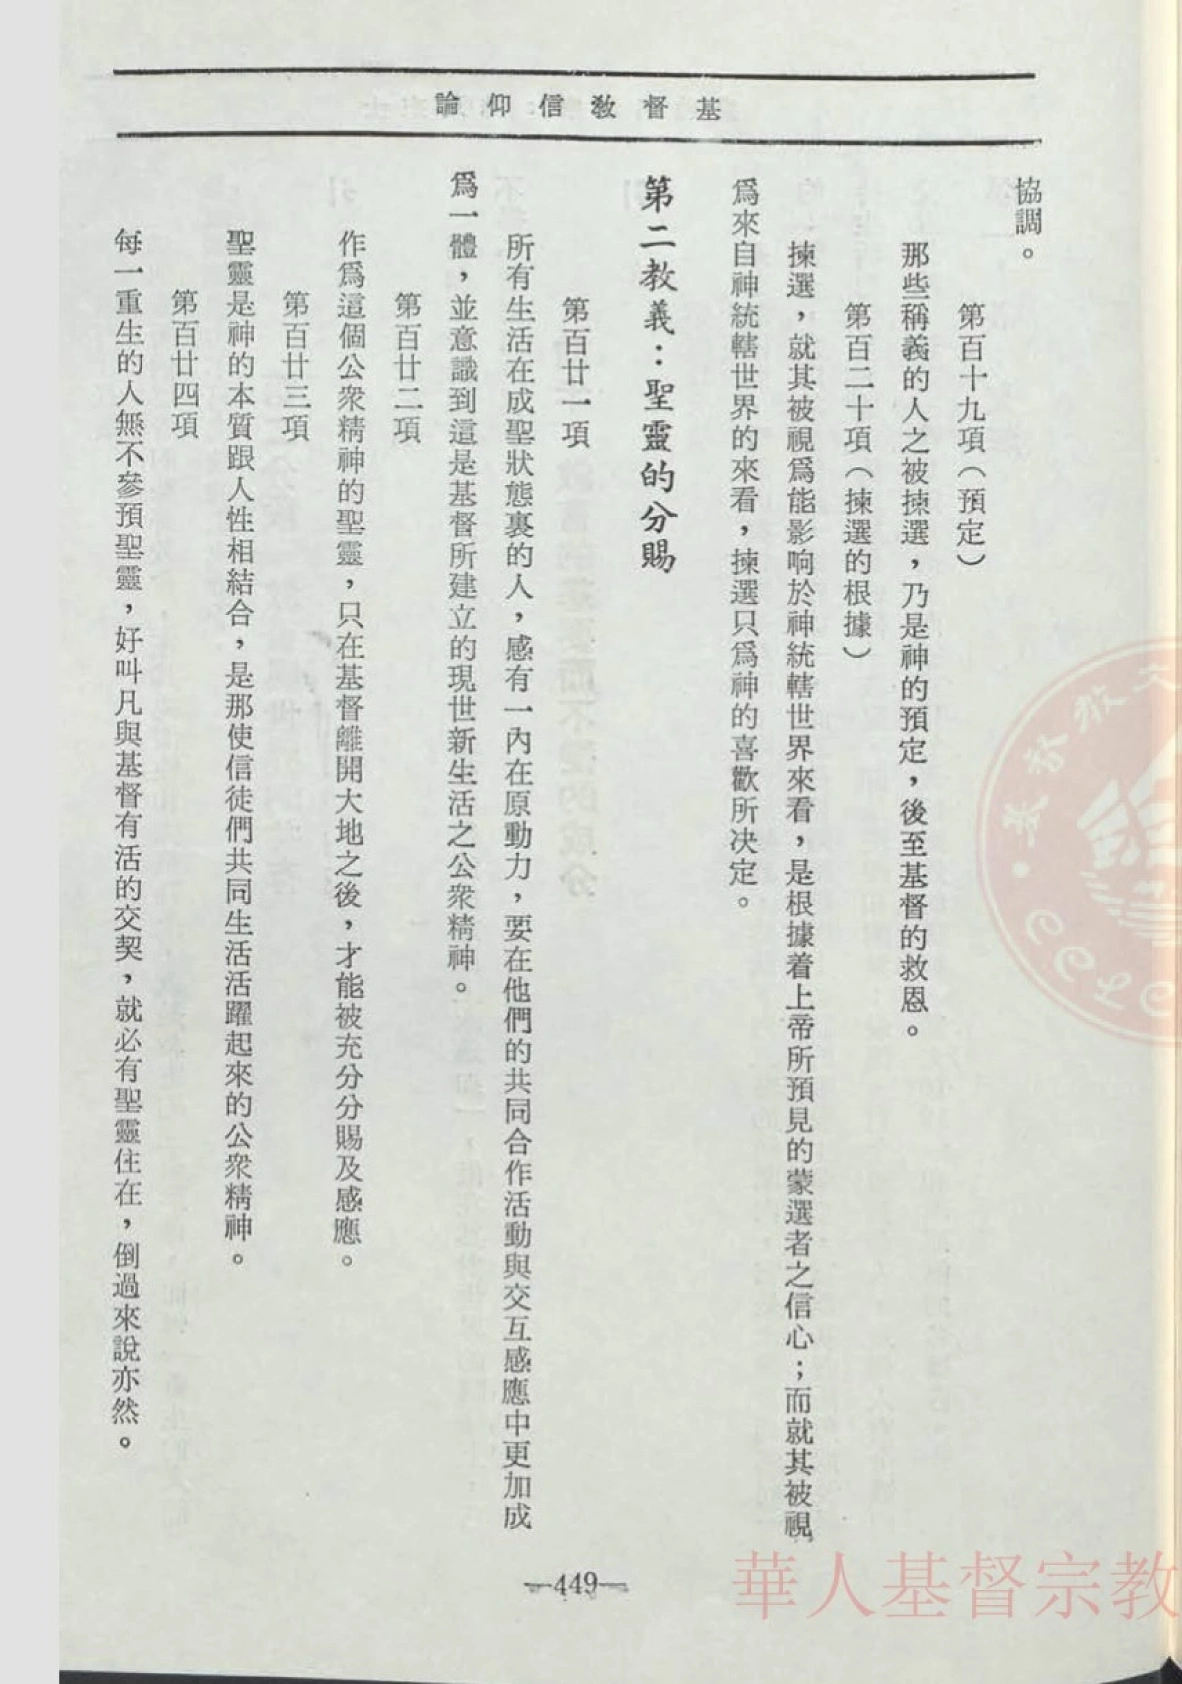 基督教信仰論
協調。
第百十九項（預定）
那些稱義的人之被揀選，乃是神的預定，後至基督的救恩。
第百二十項（揀選的根據）
揀選，就其被視爲能影响於神統轄世界來看，是根據着上帝所預見的蒙選者之信心；而就其被視
爲來自神統轄世界的來看，揀選只爲神的喜歡所決定。
第二教義：聖靈的分賜
第百廿一項
所有生活在成聖狀態裏的人，感有一內在原動力，要在他們的共同合作活動與交互感應中更加成
爲一體，並意識到這是基督所建立的現世新生活之公衆精神。
第百廿二項
作爲這個公衆精神的聖靈，只在基督離開大地之後，才能被充分分賜及感應。
第百廿三項
聖靈是神的本質跟人性相結合，是那使信徒們共同生活活躍起來的公衆精神。
第百廿四項
每一重生的人無不參預聖靈，好叫凡與基督有活的交契，就必有聖靈住在，倒過來說亦然。
—449—
華人基督宗教